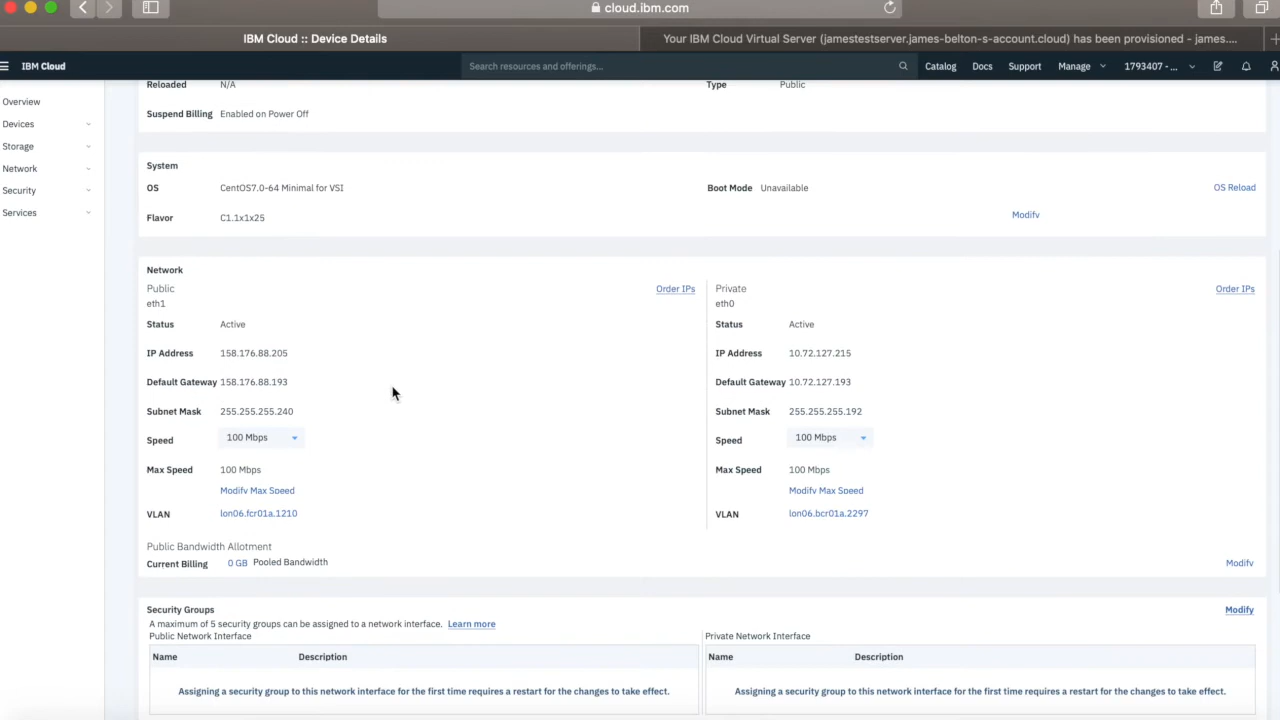 cloud.ibm.com
IBM Cloud :: Device Details
Your IBM Cloud Virtual Server (jamestestserver.james-belton-s-account.cloud) has been provisioned - james....
IBM Cloud
Search resources and offerings...
Catalog
Docs
Support
Manage
1793407 - ...
Overview
Devices
Storage
Network
Security
Services
Reloaded N/A
Type Public
Suspend Billing Enabled on Power Off
System
OS CentOS7.0-64 Minimal for VSI
Boot Mode Unavailable
OS Reload
Flavor C1.1x1x25
Modify
Network
Public
Order IPs
eth1
Status Active
IP Address 158.176.88.205
Default Gateway 158.176.88.193
Subnet Mask 255.255.255.240
Speed 100 Mbps
Max Speed 100 Mbps
Modify Max Speed
VLAN lon06.fcr01a.1210
Private
Order IPs
eth0
Status Active
IP Address 10.72.127.215
Default Gateway 10.72.127.193
Subnet Mask 255.255.255.192
Speed 100 Mbps
Max Speed 100 Mbps
Modify Max Speed
VLAN lon06.bcr01a.2297
Public Bandwidth Allotment
Current Billing 0 GB Pooled Bandwidth
Modify
Security Groups
Modify
A maximum of 5 security groups can be assigned to a network interface. Learn more
Public Network Interface
Name Description
Assigning a security group to this network interface for the first time requires a restart for the changes to take effect.
Private Network Interface
Name Description
Assigning a security group to this network interface for the first time requires a restart for the changes to take effect.